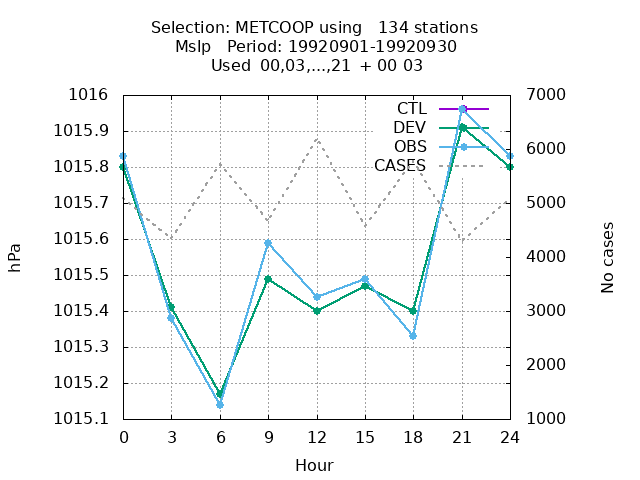 Selection: METCOOP using   134 stations
Mslp   Period: 19920901-19920930
Used  00,03,...,21  + 00 03
1016
1015.9
1015.8
1015.7
1015.6
1015.5
1015.4
1015.3
1015.2
1015.1
hPa
CTL
DEV
OBS
CASES
7000
6000
5000
4000
3000
2000
1000
No cases
0 3 6 9 12 15 18 21 24
Hour